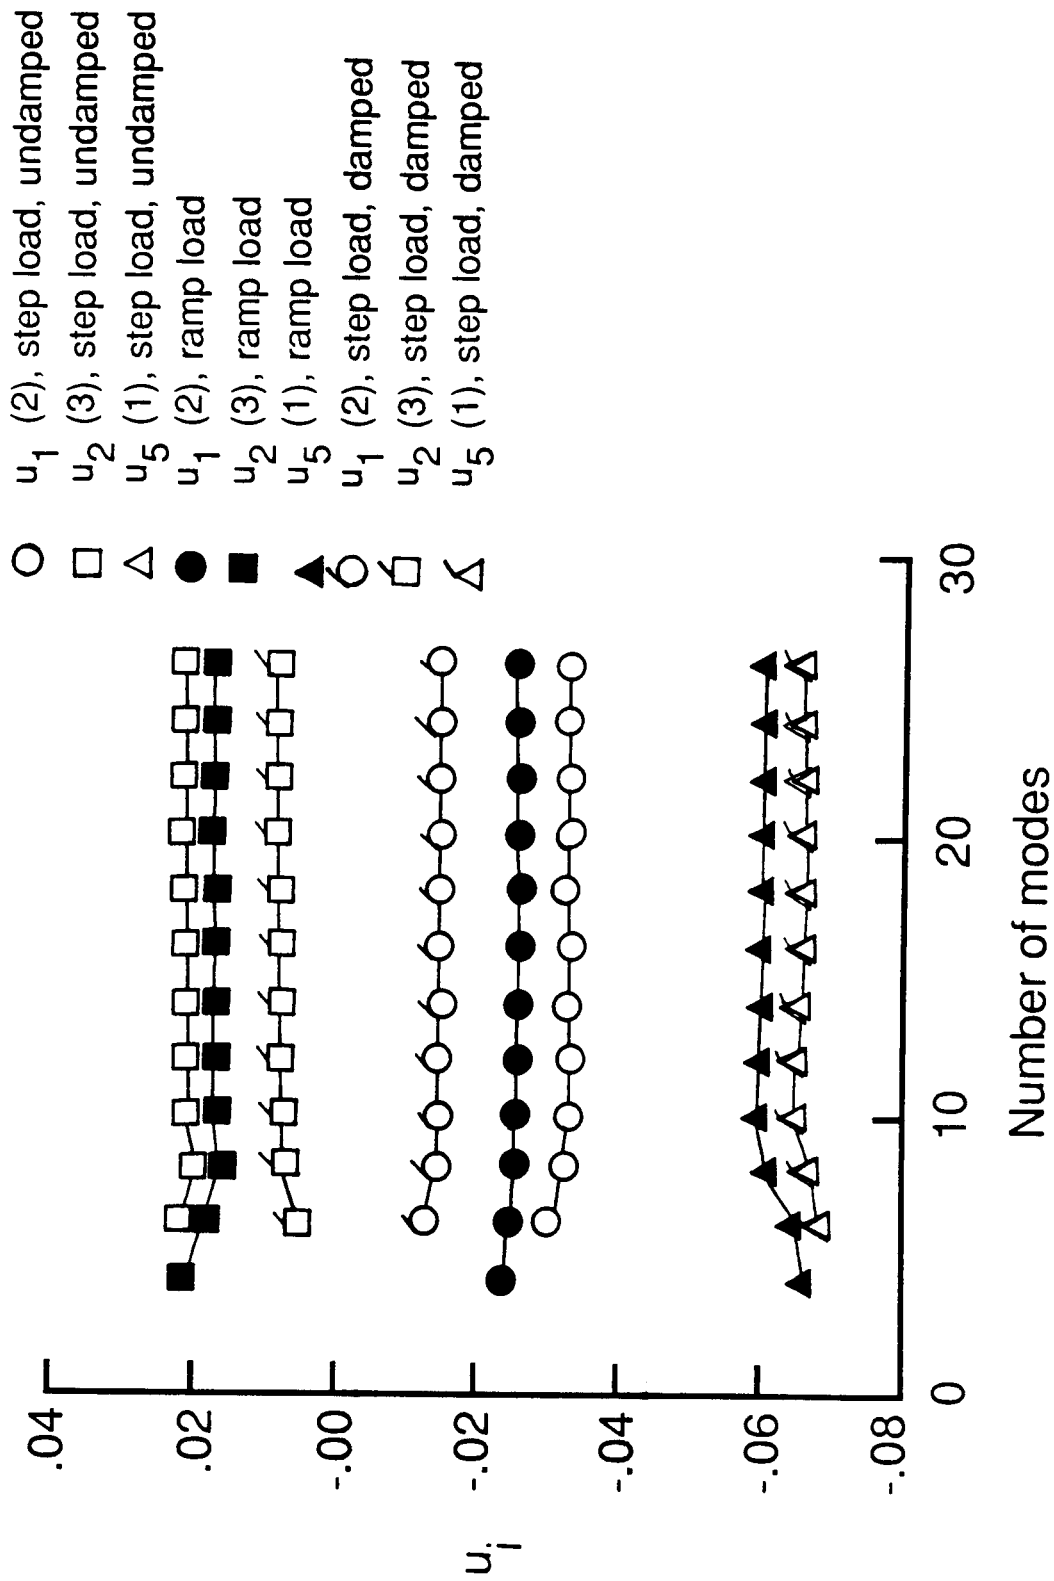 u1 (2), step load, undamped
u2 (3), step load, undamped
u5 (1), step load, undamped
u1 (2), ramp load
u2 (3), ramp load
u5 (1), ramp load
u1 (2), step load, damped
u2 (3), step load, damped
u5 (1), step load, damped
.04
.02
-.00
-.02
-.04
-.06
-.08
ui
0
10
20
30
Number of modes